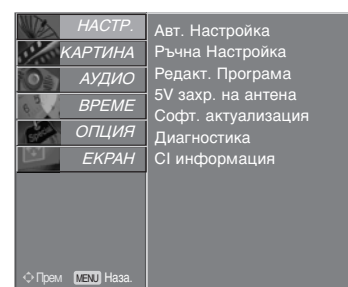 НАСТР.
КАРТИНА
АУДИО
ВРЕМЕ
ОПЦИЯ
ЕКРАН
Авт. Настройка
Ръчна Настройка
Редакт. Програма
5V захр. на антена
Софт. актуализация
Диагностика
CI информация
Прем
MENU Наза.